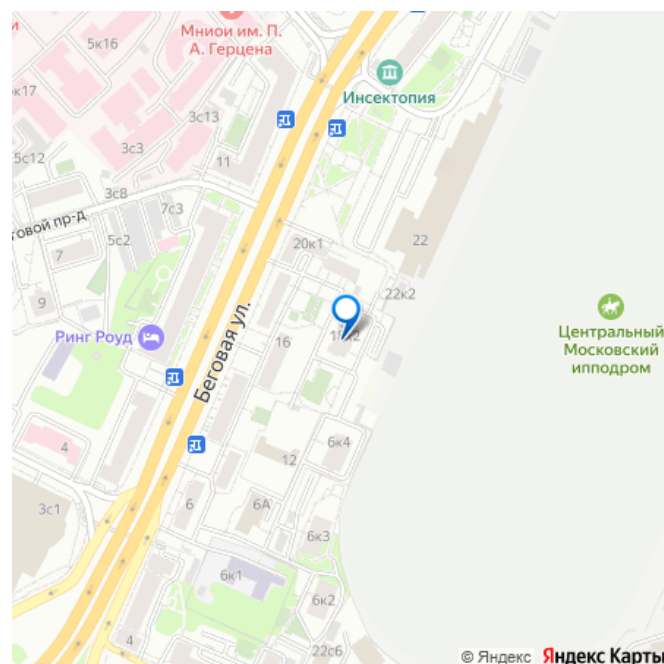 и
5к16
Мниои им. П.
А. Герцена
к17
3с13
Инсектопия
3с3
5с12
11
3с8
7с3
говой пр-д
5с2
7
20к1
22
9
22к2
Беговая ул.
Центральный
Московский
ипподром
Ринг Роуд
16
4
6к4
12
3с1
6
6А
6к3
6к1
6к2
4
22с6
© Яндекс Яндекс Карты